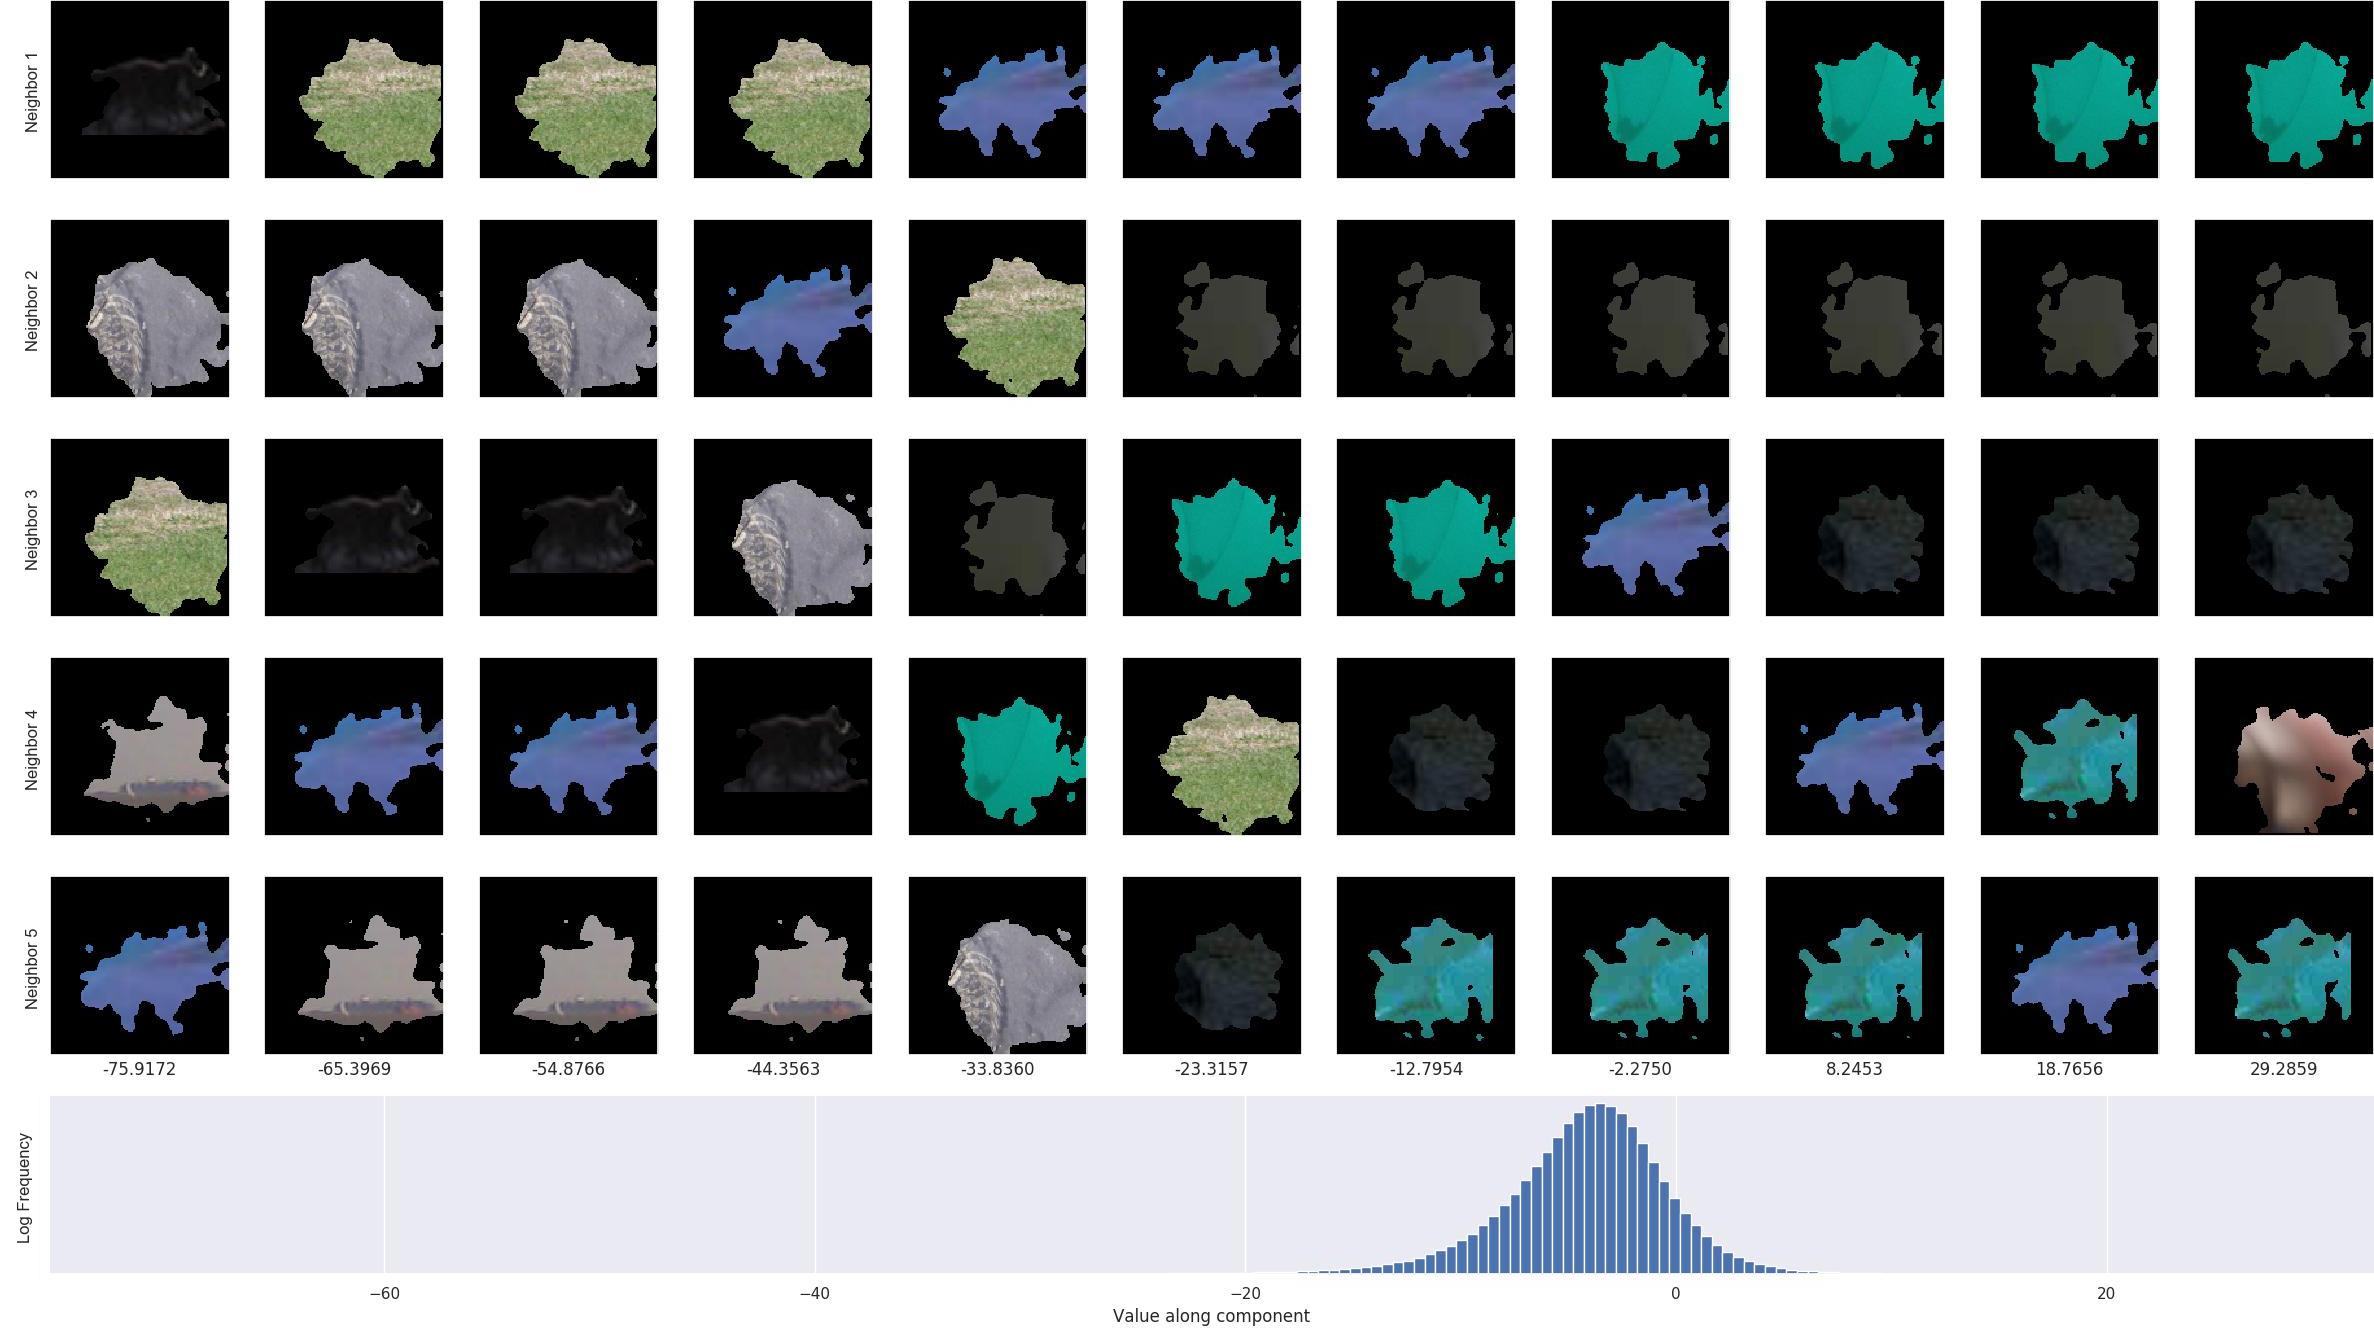 Neighbor 1
Neighbor 2
Neighbor 3
Neighbor 4
Neighbor 5
-75.9172 -65.3969 -54.8766 -44.3563 -33.8360 -23.3157 -12.7954 -2.2750 8.2453 18.7656 29.2859
Log Frequency
−60 −40 −20 0 20
Value along component